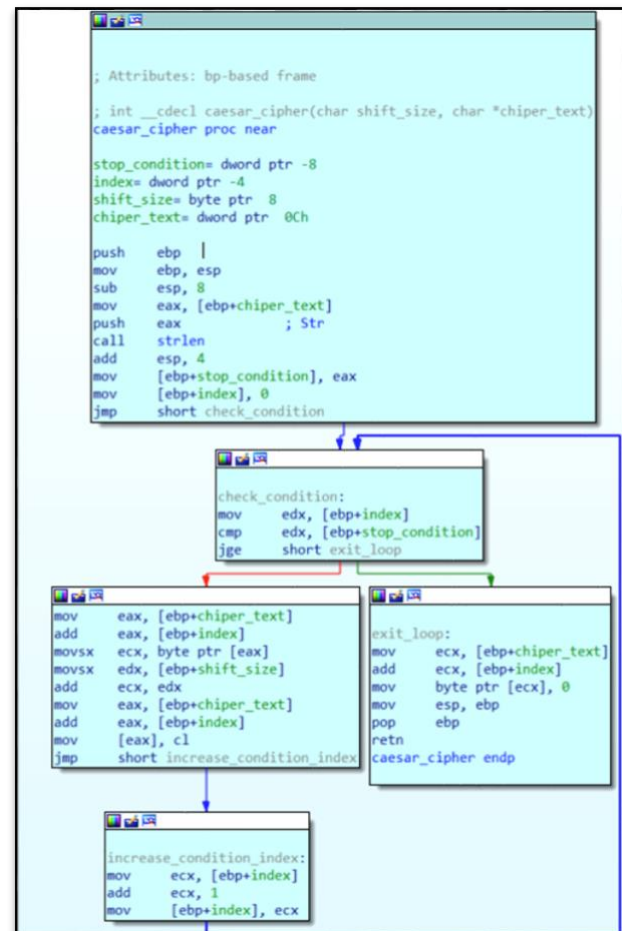 ; Attributes: bp-based frame
; int __cdecl caesar_cipher(char shift_size, char *chiper_text)
caesar_cipher proc near
stop_condition= dword ptr -8
index= dword ptr -4
shift_size= byte ptr  8
chiper_text= dword ptr  0Ch
push    ebp
mov     ebp, esp
sub     esp, 8
mov     eax, [ebp+chiper_text]
push    eax             ; Str
call    strlen
add     esp, 4
mov     [ebp+stop_condition], eax
mov     [ebp+index], 0
jmp     short check_condition
check_condition:
mov     edx, [ebp+index]
cmp     edx, [ebp+stop_condition]
jge     short exit_loop
mov     eax, [ebp+chiper_text]
add     eax, [ebp+index]
movsx   ecx, byte ptr [eax]
movsx   edx, [ebp+shift_size]
add     ecx, edx
mov     eax, [ebp+chiper_text]
add     eax, [ebp+index]
mov     [eax], cl
jmp     short increase_condition_index
exit_loop:
mov     ecx, [ebp+chiper_text]
add     ecx, [ebp+index]
mov     byte ptr [ecx], 0
mov     esp, ebp
pop     ebp
retn
caesar_cipher endp
increase_condition_index:
mov     ecx, [ebp+index]
add     ecx, 1
mov     [ebp+index], ecx